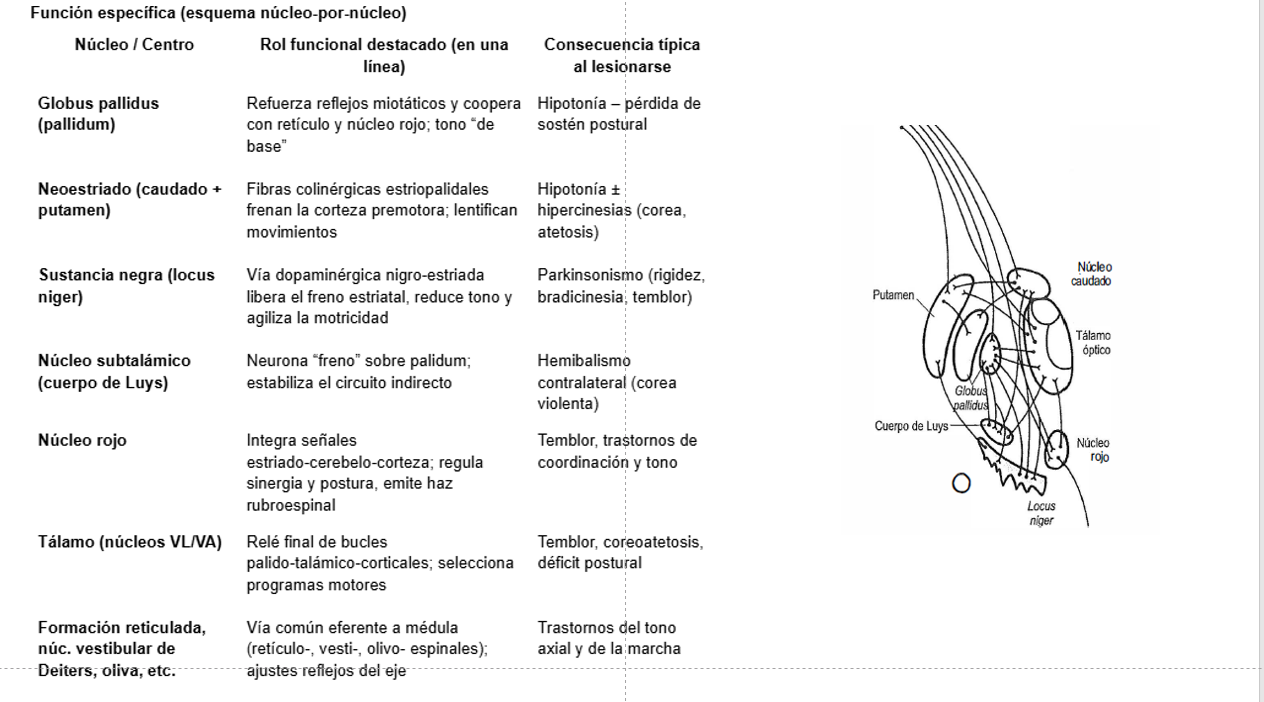 Función específica (esquema núcleo-por-núcleo)
Núcleo / Centro
Rol funcional destacado (en una
línea)
Consecuencia típica
al lesionarse
Globus pallidus
(pallidum)
Refuerza reflejos miotáticos y coopera
con retículo y núcleo rojo; tono “de
base”
Hipotonía – pérdida de
sostén postural
Neoestriado (caudado +
putamen)
Fibras colinérgicas estriopalidales
frenan la corteza premotora; lentifican
movimientos
Hipotonía ±
hipercinesias (corea,
atetosis)
Sustancia negra (locus
niger)
Vía dopaminérgica nigro-estriada
libera el freno estriatal, reduce tono y
agiliza la motricidad
Parkinsonismo (rigidez,
bradicinesia, temblor)
Núcleo subtalámico
(cuerpo de Luys)
Neurona “freno” sobre palidum;
estabiliza el circuito indirecto
Hemibalismo
contralateral (corea
violenta)
Núcleo rojo
Integra señales
estriado-cerebelo-corteza; regula
sinergia y postura, emite haz
rubroespinal
Temblor, trastornos de
coordinación y tono
Tálamo (núcleos VL/VA)
Relé final de bucles
palido-talámico-corticales; selecciona
programas motores
Temblor, coreoatetosis,
déficit postural
Formación reticulada,
núc. vestibular de
Deiters, oliva, etc.
Vía común eferente a médula
(retículo-, vesti-, olivo- espinales);
ajustes reflejos del eje
Trastornos del tono
axial y de la marcha
Núcleo
caudado
Putamen
Tálamo
óptico
Globus
pallidus
Cuerpo de Luys
Núcleo
rojo
Locus
niger